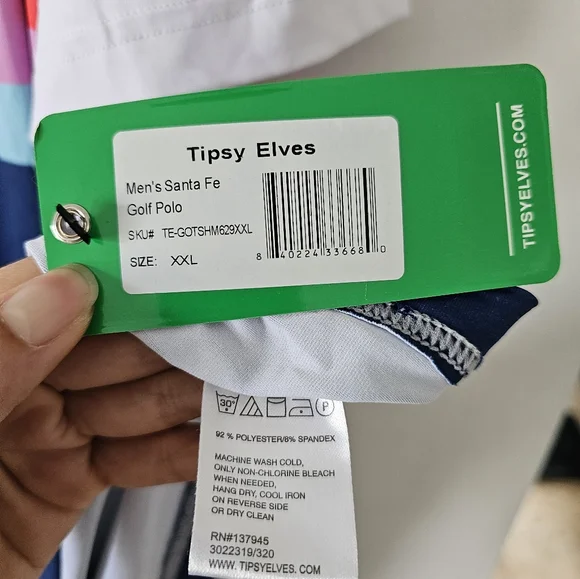 Tipsy Elves
Men's Santa Fe
Golf Polo
SKU# TE-GOTSHM629XXL
SIZE: XXL
8 40224 33668 0
TIPSYELVES.COM
30°
P
92 % POLYESTER/8% SPANDEX
MACHINE WASH COLD,
ONLY NON-CHLORINE BLEACH
WHEN NEEDED,
HANG DRY, COOL IRON
ON REVERSE SIDE
OR DRY CLEAN
RN#137945
3022319/320
WWW.TIPSYELVES.COM